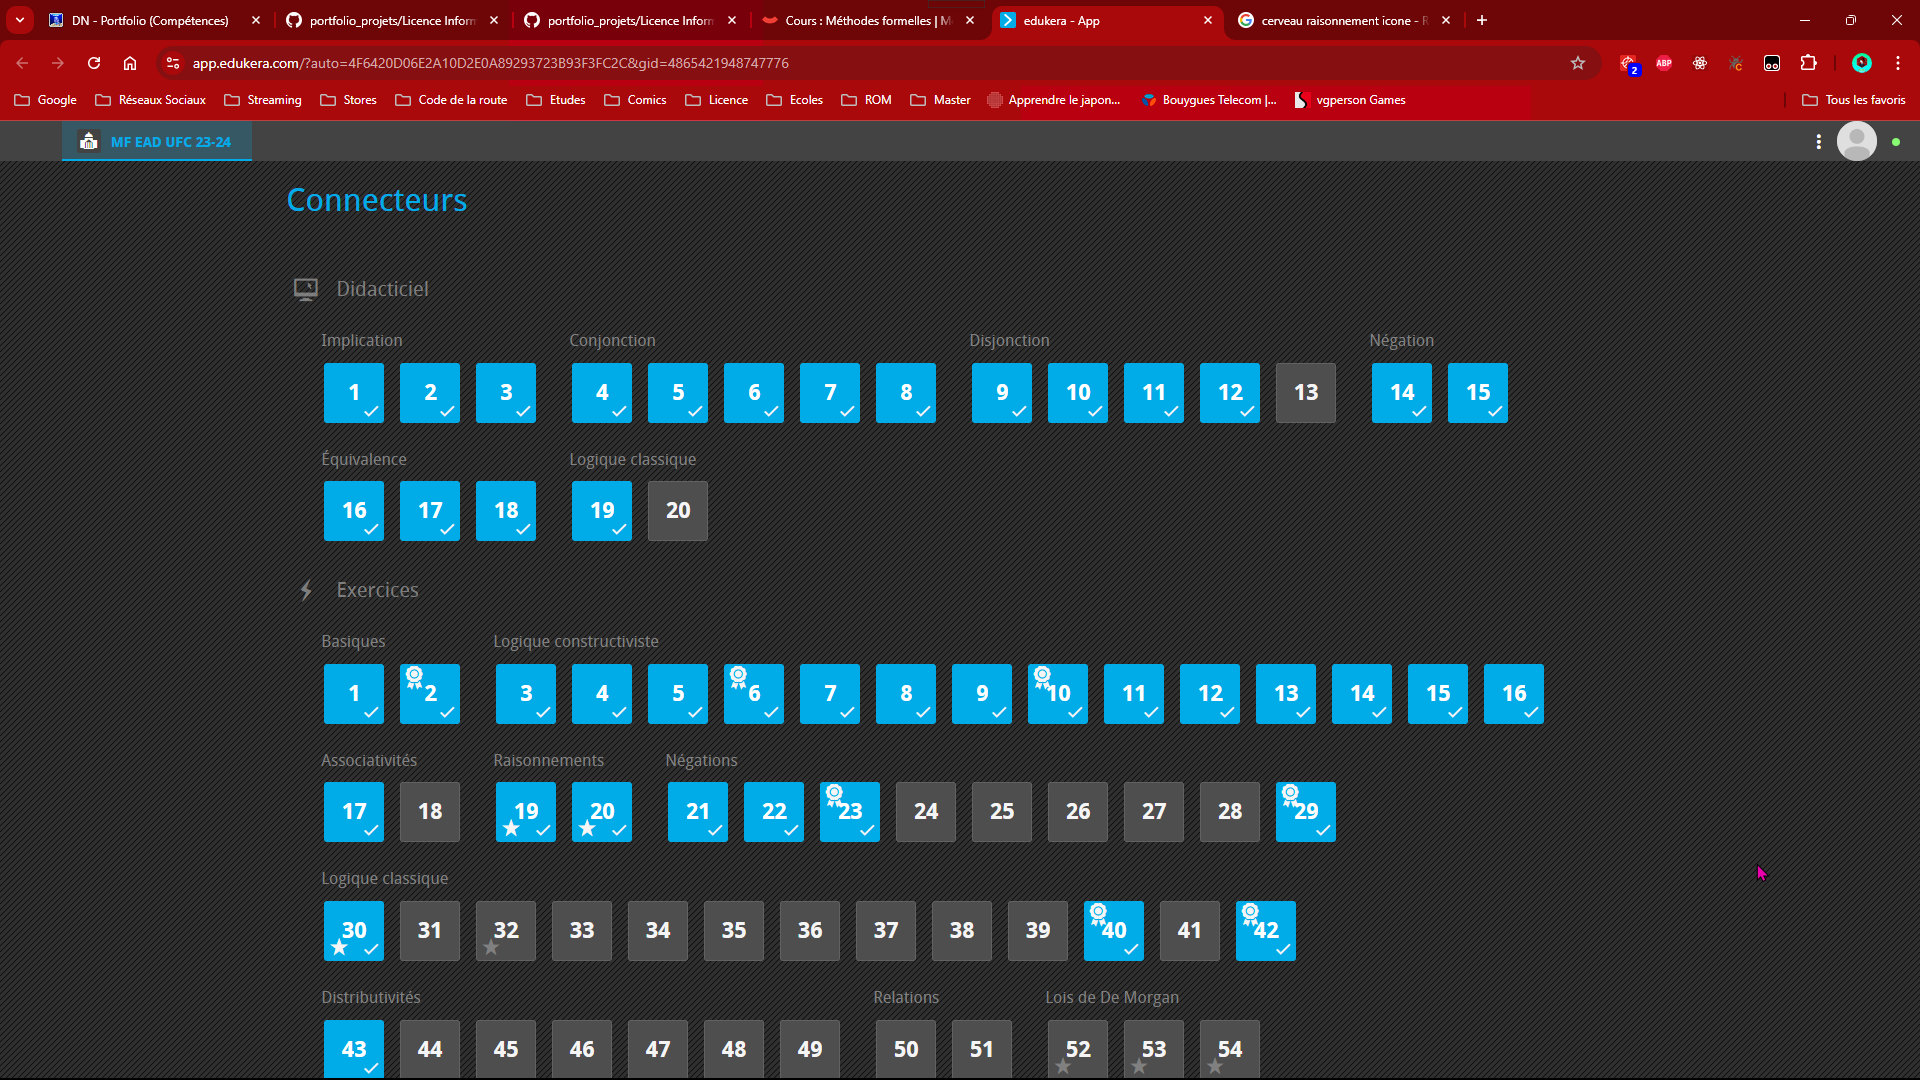 DN - Portfolio (Compétences)
portfolio_projets/Licence Inform
portfolio_projets/Licence Inform
Cours : Méthodes formelles | M
edukera - App
cerveau raisonnement icone - R
app.edukera.com/?auto=4F6420D06E2A10D2E0A89293723B93F3FC2C&gid=4865421948747776
ABP
2
C
Google
Réseaux Sociaux
Streaming
Stores
Code de la route
Etudes
Comics
Licence
Ecoles
ROM
Master
Apprendre le japon...
Bouygues Telecom |...
vgperson Games
Tous les favoris
MF EAD UFC 23-24
Connecteurs
Didacticiel
Implication Conjonction Disjonction Négation
1 2 3 4 5 6 7 8 9 10 11 12 13 14 15
Équivalence Logique classique
16 17 18 19 20
Exercices
Basiques Logique constructiviste
1 2 3 4 5 6 7 8 9 10 11 12 13 14 15 16
Associativités Raisonnements Négations
17 18 19 20 21 22 23 24 25 26 27 28 29
Logique classique
30 31 32 33 34 35 36 37 38 39 40 41 42
Distributivités Relations Lois de De Morgan
43 44 45 46 47 48 49 50 51 52 53 54